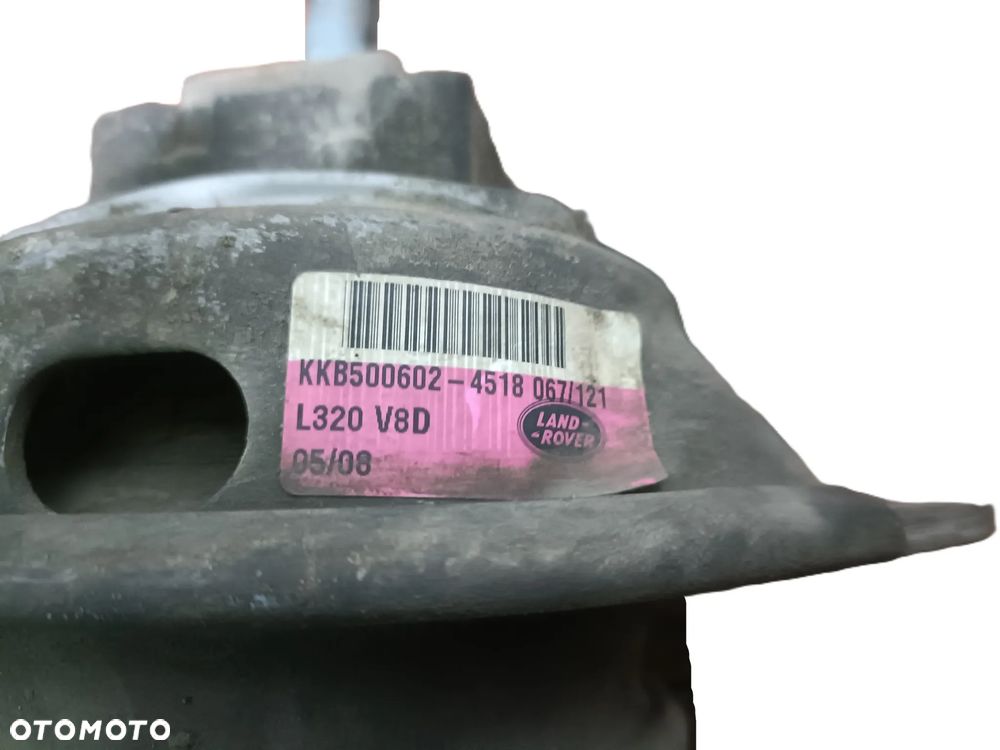 KKB500602-4518 067/121
L320 V8D
LAND-
-ROVER
05/08
OTOMOTO